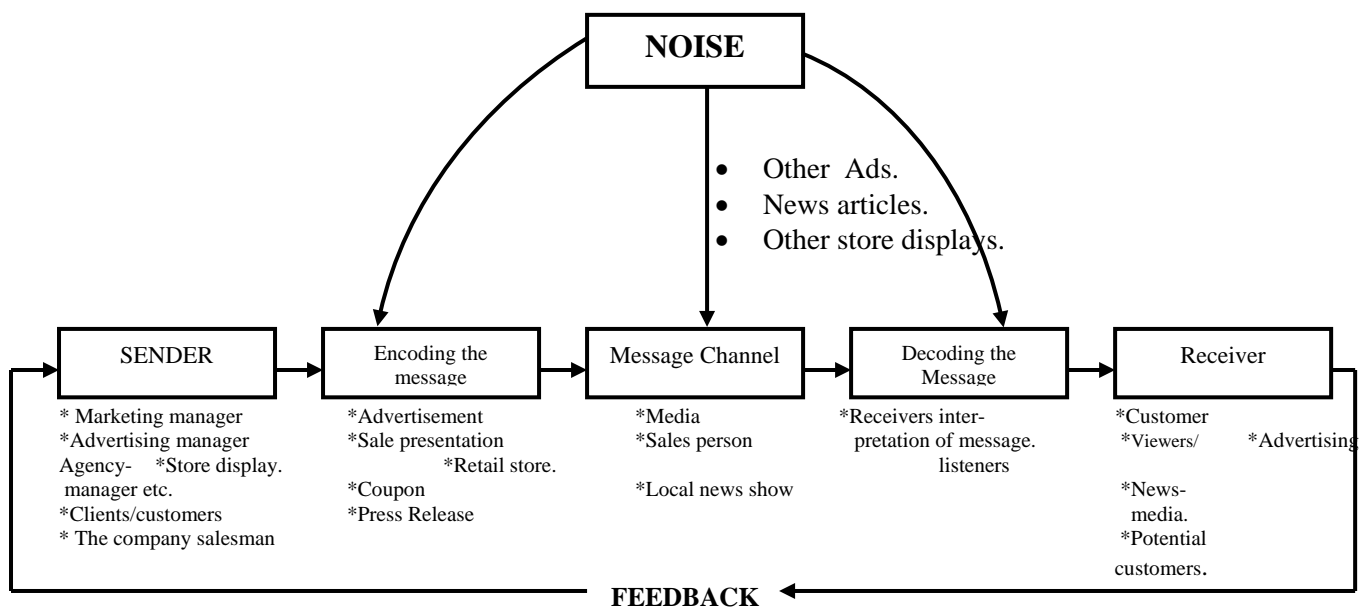 NOISE
• Other Ads.
• News articles.
• Other store displays.
SENDER
* Marketing manager
*Advertising manager
Agency- *Store display.
manager etc.
*Clients/customers
* The company salesman
Encoding the
message
*Advertisement
*Sale presentation
*Retail store.
*Coupon
*Press Release
Message Channel
*Media
*Sales person
*Local news show
Decoding the
Message
*Receivers inter-
pretation of message.
listeners
Receiver
*Customer
*Viewers/ *Advertising
*News-
media.
*Potential
customers.
FEEDBACK